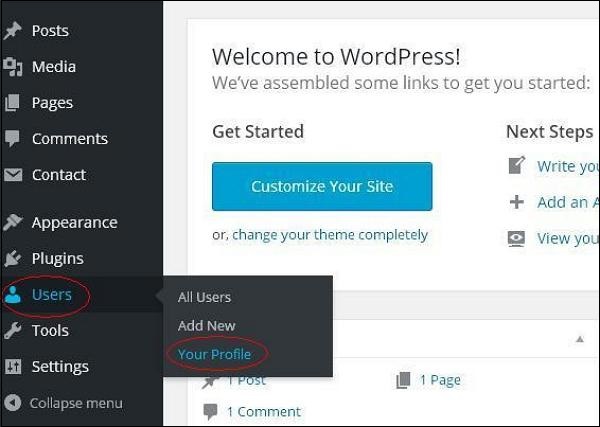 Posts
Media
Pages
Comments
Contact
Appearance
Plugins
Users
Tools
Settings
Collapse menu
Welcome to WordPress!
We've assembled some links to get you started:
Get Started
Customize Your Site
or, change your theme completely
Next Steps
Write you
Add an A
View you
All Users
Add New
Your Profile
1 Post
1 Page
1 Comment